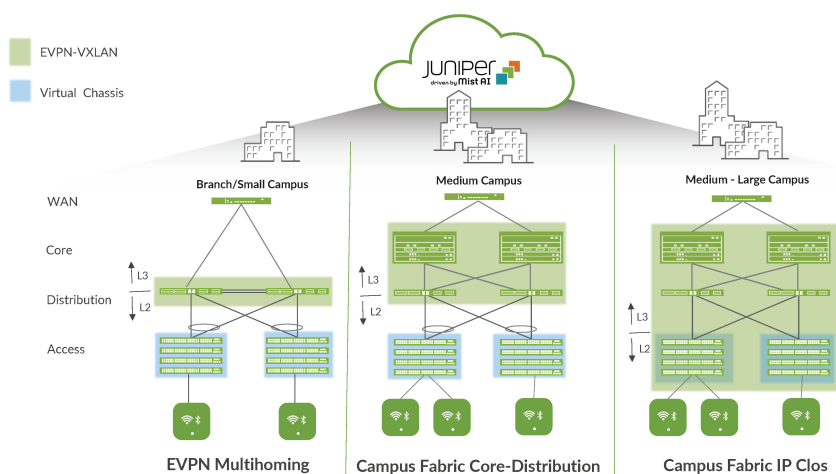 EVPN-VXLAN
Virtual Chassis
JUNIPER
driven by Mist AI
Branch/Small Campus
Medium Campus
Medium - Large Campus
WAN
Core
Distribution
Access
L3
L2
L3
L2
L3
L2
EVPN Multihoming
Campus Fabric Core-Distribution
Campus Fabric IP Clos